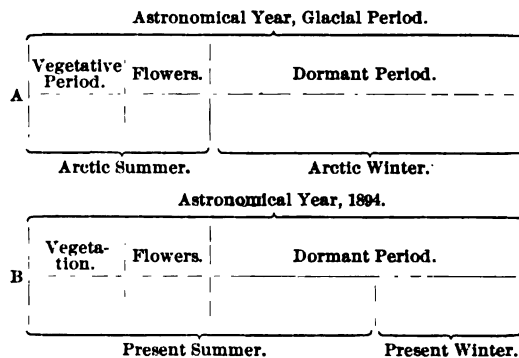 Astronomical Year, Glacial Period.
Vegetative Period.
Flowers.
Dormant Period.
A
Arctic Summer.
Arctic Winter.
Astronomical Year, 1894.
Vegeta-
tion.
Flowers.
Dormant Period.
B
Present Summer.
Present Winter.